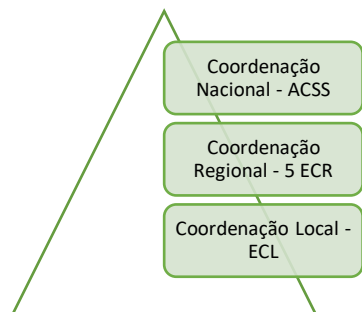 Coordenação
Nacional - ACSS
Coordenação
Regional - 5 ECR
Coordenação Local -
ECL